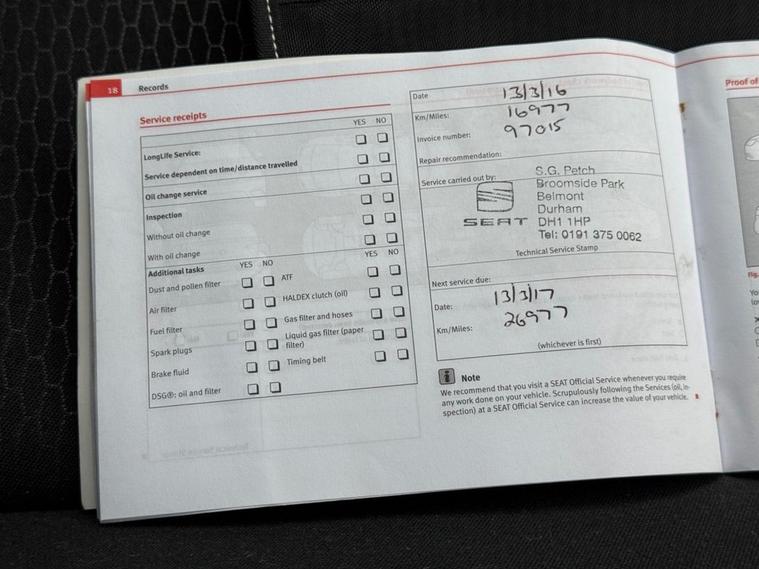 18 Records
Service receipts
YES NO
LongLife Service:
Service dependent on time/distance travelled
Oil change service
Inspection
Without oil change
With oil change
Additional tasks YES NO YES NO
Dust and pollen filter ATF
Air filter HALDEX clutch (oil)
Fuel filter Gas filter and hoses
Spark plugs Liquid gas filter (paper
filter)
Brake fluid Timing belt
DSG®: oil and filter
Date 13/3/16
Km/Miles: 16977
Invoice number: 97015
Repair recommendation:
Service carried out by: S.G. Petch
Broomside Park
Belmont
Durham
SEAT DH1 1HP
Tel: 0191 375 0062
Technical Service Stamp
Next service due:
Date: 13/3/17
Km/Miles: 26977
(whichever is first)
Note
We recommend that you visit a SEAT Official Service whenever you require
any work done on your vehicle. Scrupulously following the Services (oil, in-
spection) at a SEAT Official Service can increase the value of your vehicle.
Proof of